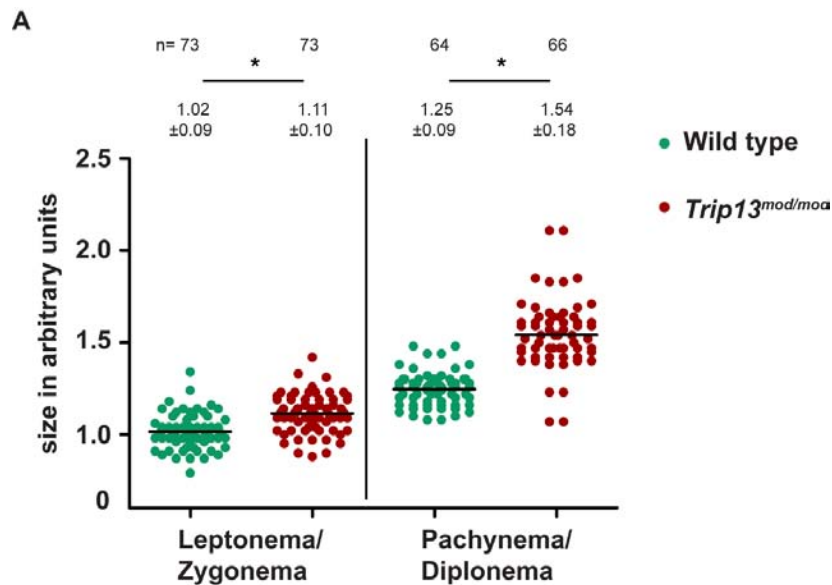 A
n= 73 73 64 66
* *
1.02 1.11 1.25 1.54
±0.09 ±0.10 ±0.09 ±0.18
2.5
2.0
1.5
1.0
0
size in arbitrary units
Wild type
Trip13mod/mod
Leptonema/
Zygonema
Pachynema/
Diplonema